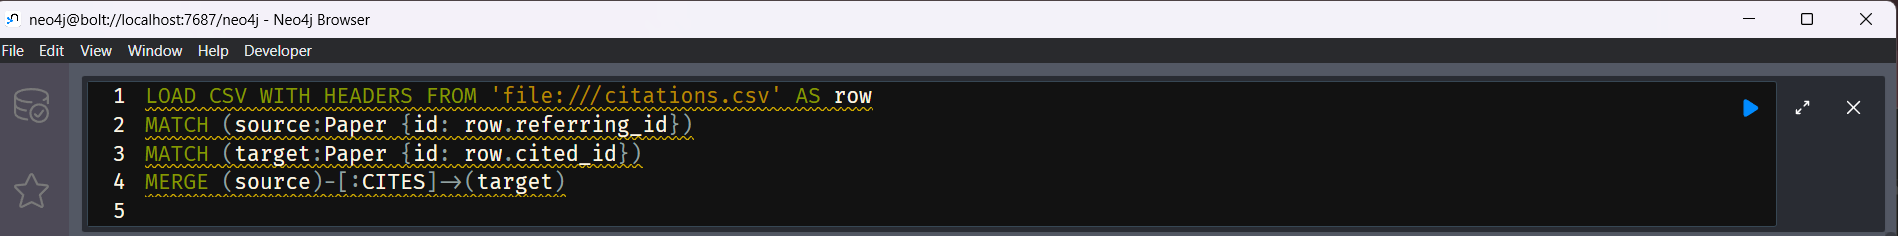 neo4j@bolt://localhost:7687/neo4j - Neo4j Browser
File Edit View Window Help Developer
1 LOAD CSV WITH HEADERS FROM 'file:///citations.csv' AS row
2 MATCH (source:Paper {id: row.referring_id})
3 MATCH (target:Paper {id: row.cited_id})
4 MERGE (source)-[:CITES]->(target)
5